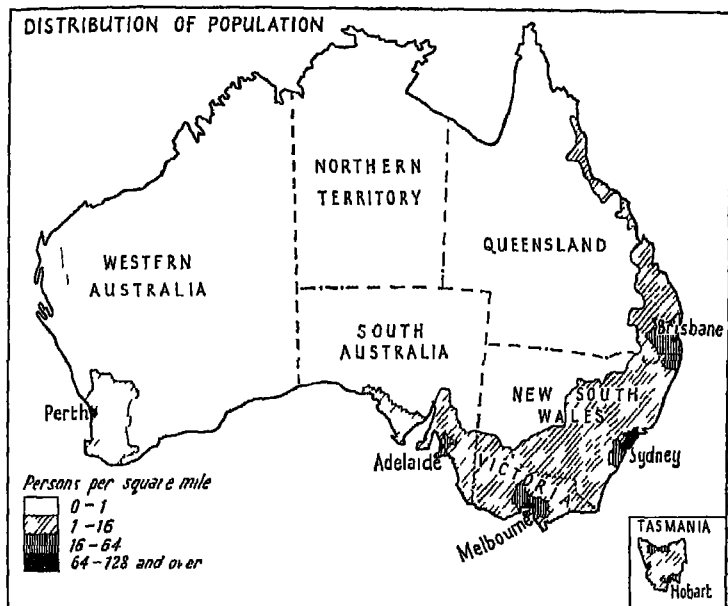 DISTRIBUTION OF POPULATION
NORTHERN
TERRITORY
QUEENSLAND
WESTERN
AUSTRALIA
SOUTH
AUSTRALIA
Brisbane
NEW SOUTH
WALES
Perth
Adelaide
VICTORIA
Sydney
Melbourne
Persons per square mile
0-1
1-16
16-64
64-128 and over
TASMANIA
Hobart